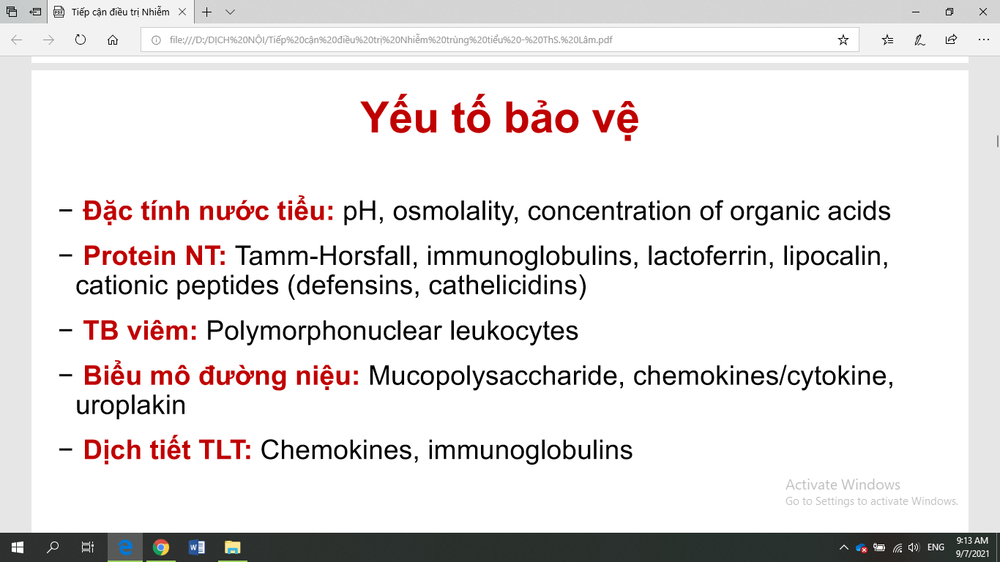 Tiếp cận điều trị Nhiễm
file:///D:/DỊCH%20NỘI/Tiếp%20cận%20điều%20trị%20Nhiễm%20trùng%20tiểu%20-%20ThS.%20Lâm.pdf
Yếu tố bảo vệ
− Đặc tính nước tiểu: pH, osmolality, concentration of organic acids
− Protein NT: Tamm-Horsfall, immunoglobulins, lactoferrin, lipocalin,
cationic peptides (defensins, cathelicidins)
− TB viêm: Polymorphonuclear leukocytes
− Biểu mô đường niệu: Mucopolysaccharide, chemokines/cytokine,
uroplakin
− Dịch tiết TLT: Chemokines, immunoglobulins
Activate Windows
Go to Settings to activate Windows.
ENG
9:13 AM
9/7/2021